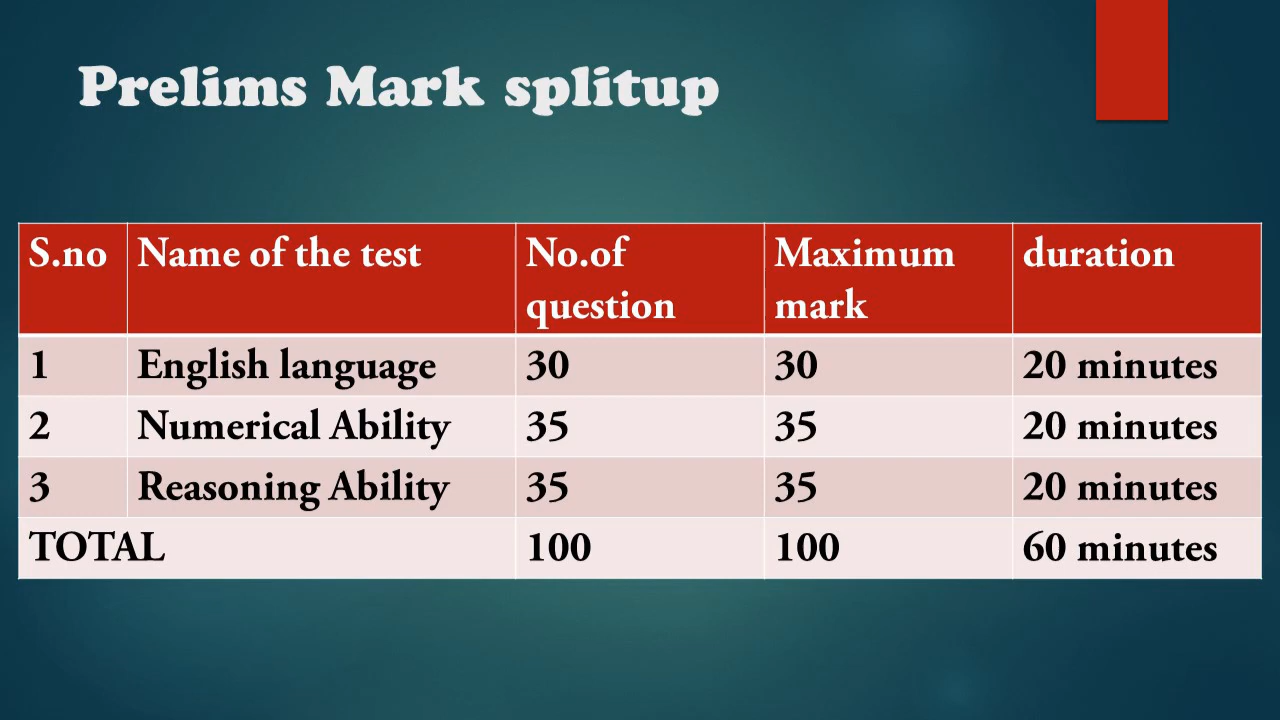 Prelims Mark splitup
S.no Name of the test No.of question Maximum mark duration
1 English language 30 30 20 minutes
2 Numerical Ability 35 35 20 minutes
3 Reasoning Ability 35 35 20 minutes
TOTAL 100 100 60 minutes